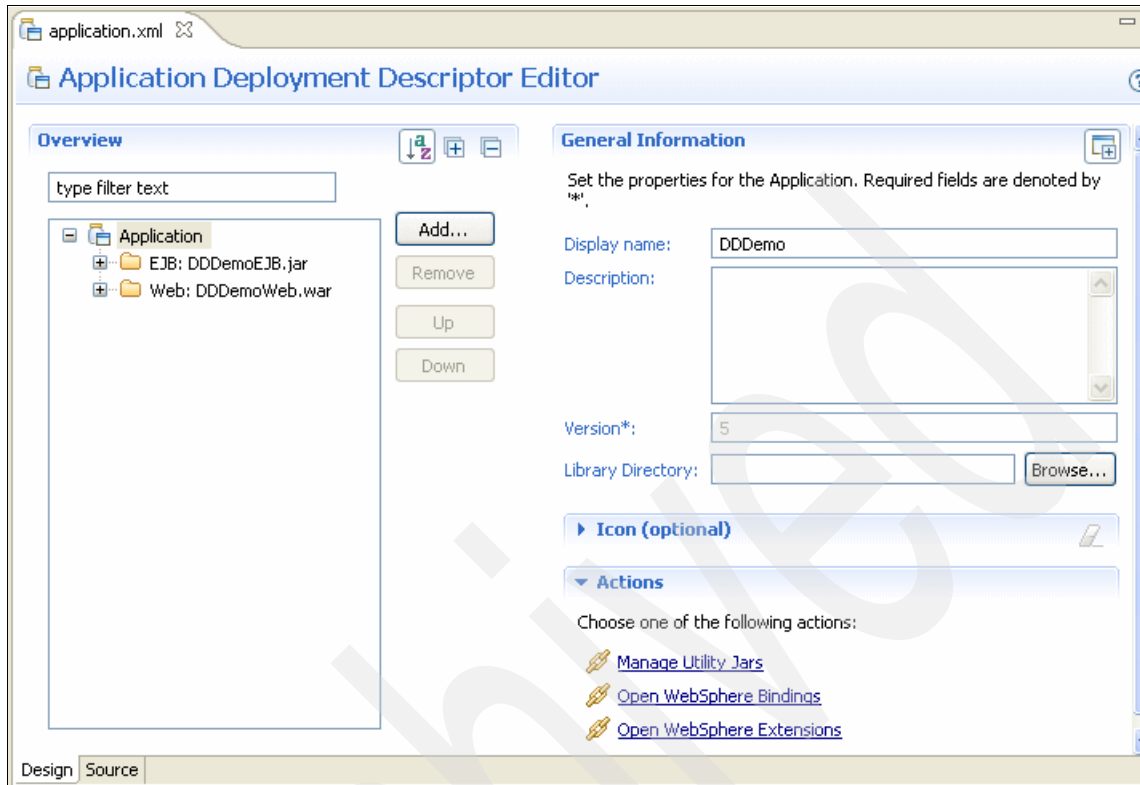 application.xml
Application Deployment Descriptor Editor
Overview
type filter text
Application
EJB: DDDemoEJB.jar
Web: DDDemoWeb.war
Add...
Remove
Up
Down
General Information
Set the properties for the Application. Required fields are denoted by
'*'.
Display name: DDDemo
Description:
Version*: 5
Library Directory: Browse...
Icon (optional)
Actions
Choose one of the following actions:
Manage Utility Jars
Open WebSphere Bindings
Open WebSphere Extensions
Design Source